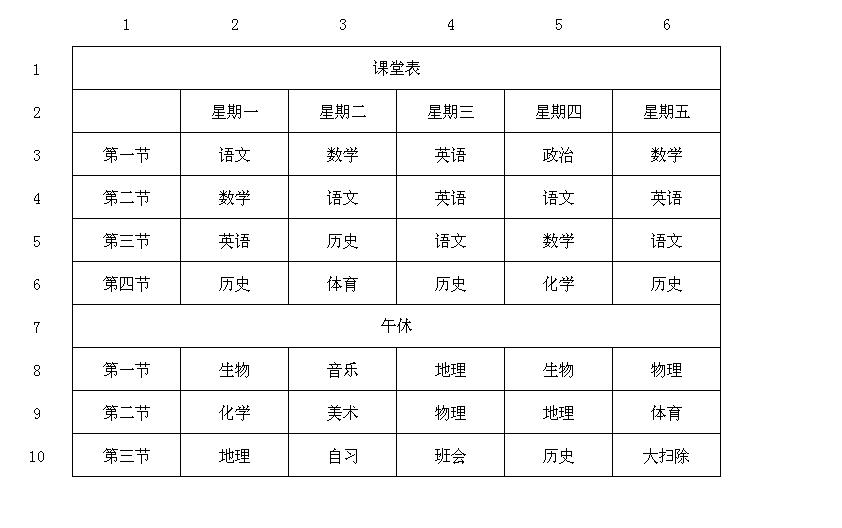 1 2 3 4 5 6
1 课堂表
2 星期一 星期二 星期三 星期四 星期五
3 第一节 语文 数学 英语 政治 数学
4 第二节 数学 语文 英语 语文 英语
5 第三节 英语 历史 语文 数学 语文
6 第四节 历史 体育 历史 化学 历史
7 午休
8 第一节 生物 音乐 地理 生物 物理
9 第二节 化学 美术 物理 地理 体育
10 第三节 地理 自习 班会 历史 大扫除